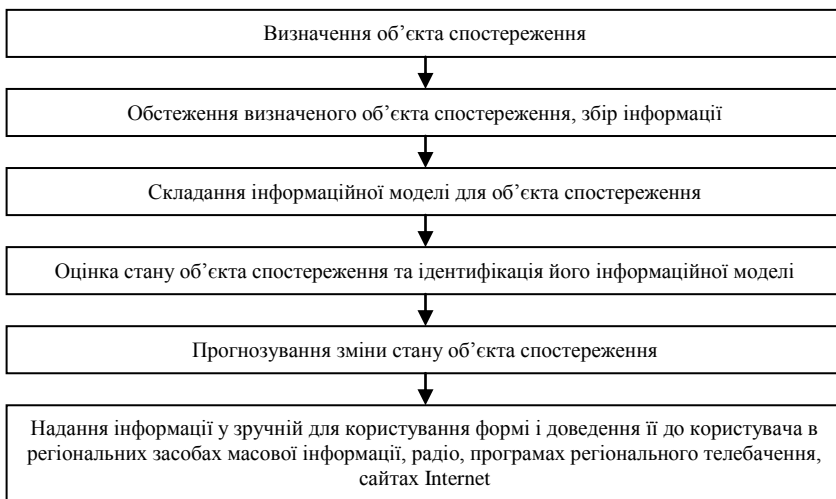 Визначення об’єкта спостереження
Обстеження визначеного об’єкта спостереження, збір інформації
Складання інформаційної моделі для об’єкта спостереження
Оцінка стану об’єкта спостереження та ідентифікація його інформаційної моделі
Прогнозування зміни стану об’єкта спостереження
Надання інформації у зручній для користування формі і доведення її до користувача в
регіональних засобах масової інформації, радіо, програмах регіонального телебачення,
сайтах Internet